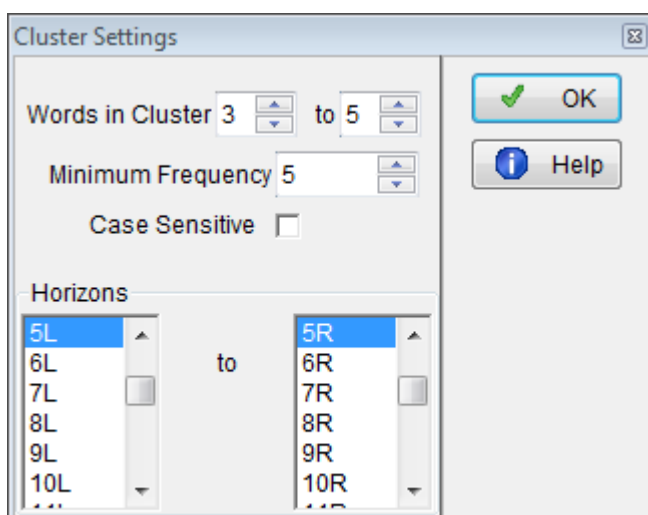 Cluster Settings
Words in Cluster 3 to 5
OK
Minimum Frequency 5
Help
Case Sensitive
Horizons
5L to 5R
6L 6R
7L 7R
8L 8R
9L 9R
10L 10R